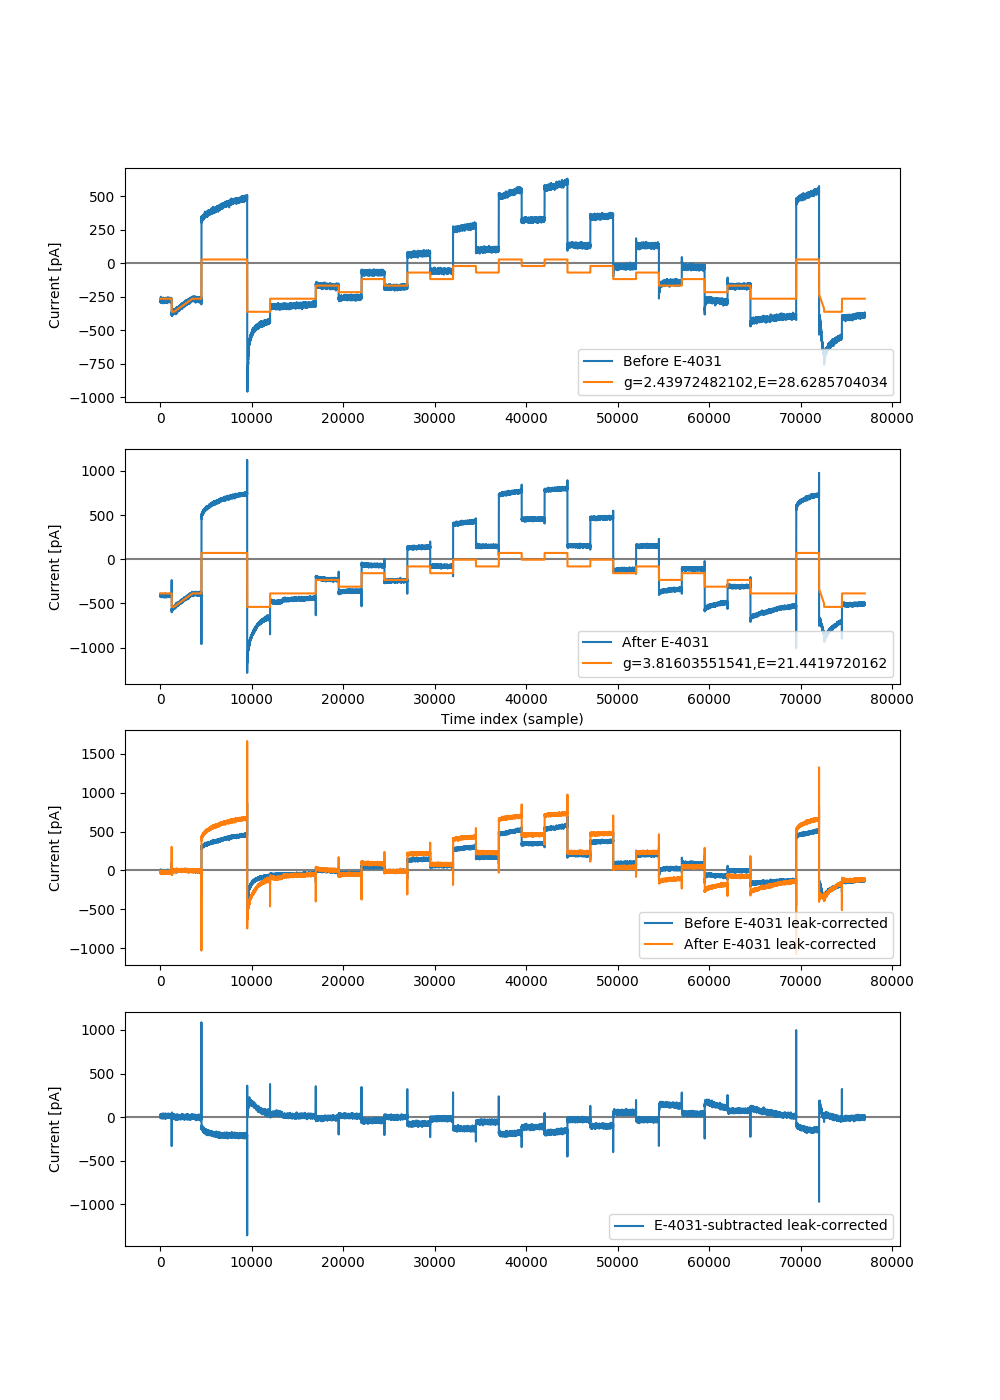 500
250
0
−250
−500
−750
−1000
Current [pA]
Before E-4031
g=2.43972482102,E=28.6285704034
0 10000 20000 30000 40000 50000 60000 70000 80000
1000
500
0
−500
−1000
Current [pA]
After E-4031
g=3.81603551541,E=21.4419720162
0 10000 20000 30000 40000 50000 60000 70000 80000
Time index (sample)
1500
1000
500
0
−500
−1000
Current [pA]
Before E-4031 leak-corrected
After E-4031 leak-corrected
0 10000 20000 30000 40000 50000 60000 70000 80000
1000
500
0
−500
−1000
Current [pA]
E-4031-subtracted leak-corrected
0 10000 20000 30000 40000 50000 60000 70000 80000